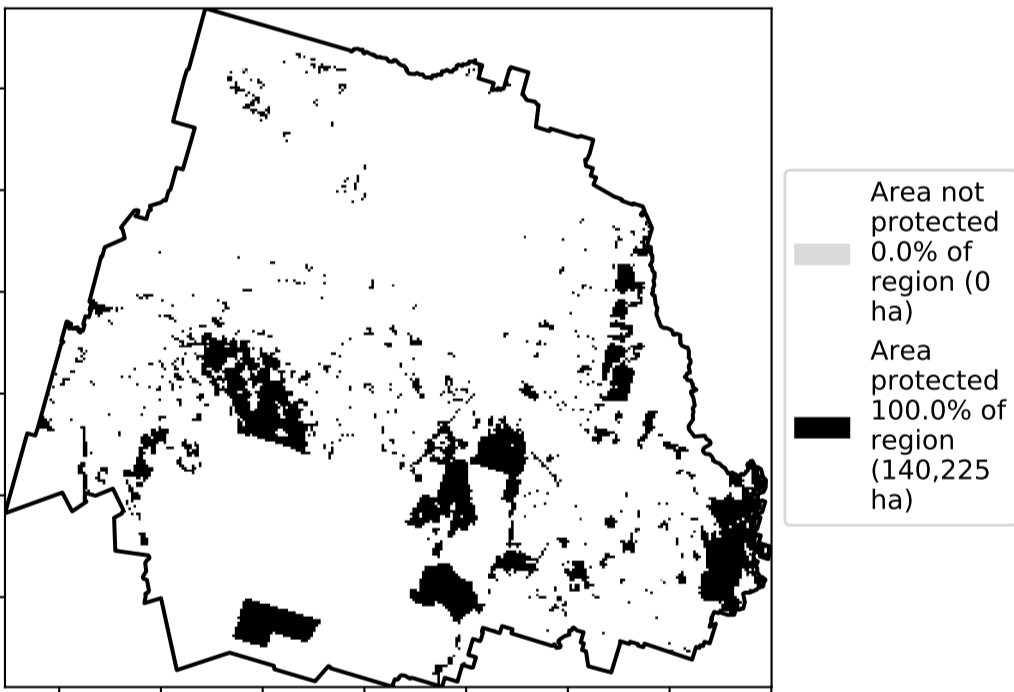 Area not
protected
0.0% of
region (0
ha)
Area
protected
100.0% of
region
(140,225
ha)